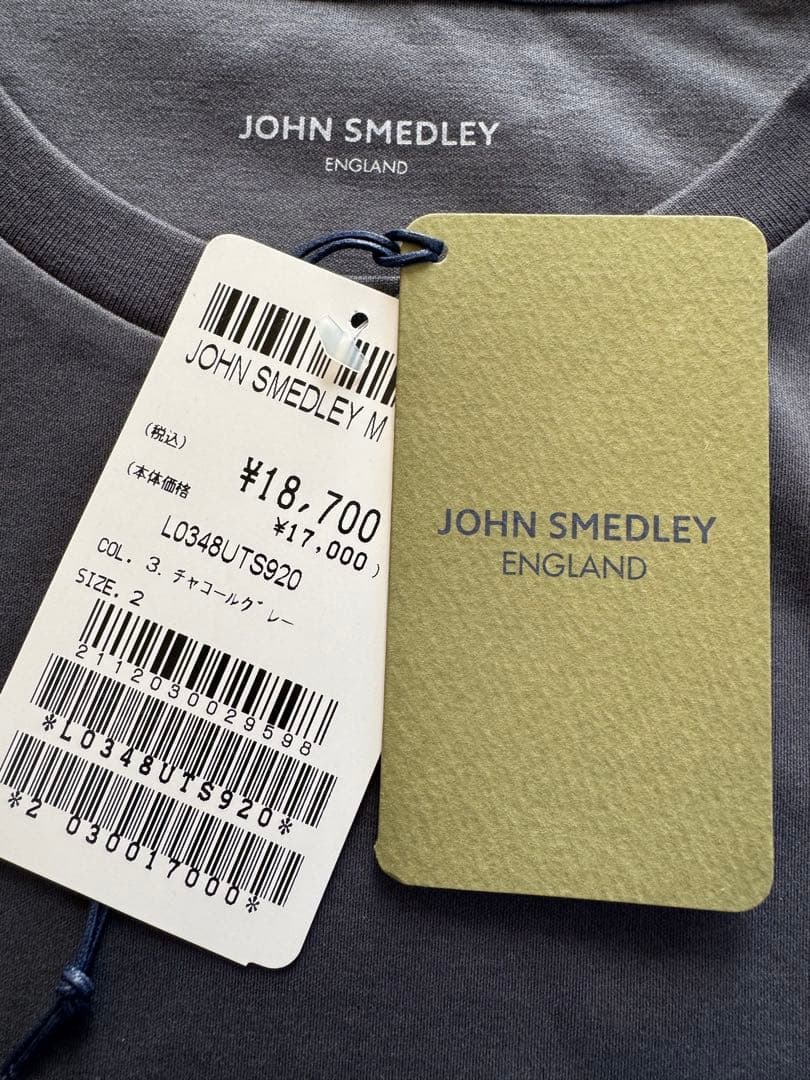 JOHN SMEDLEY
ENGLAND
JOHN SMEDLEY M
(税込) ¥18,700
(本体価格 ¥17,000)
L0348UTS920
COL. 3. チャコールグレー
SIZE. 2
2112030029598
*L0348UTS920*
*2 030017000*
JOHN SMEDLEY
ENGLAND